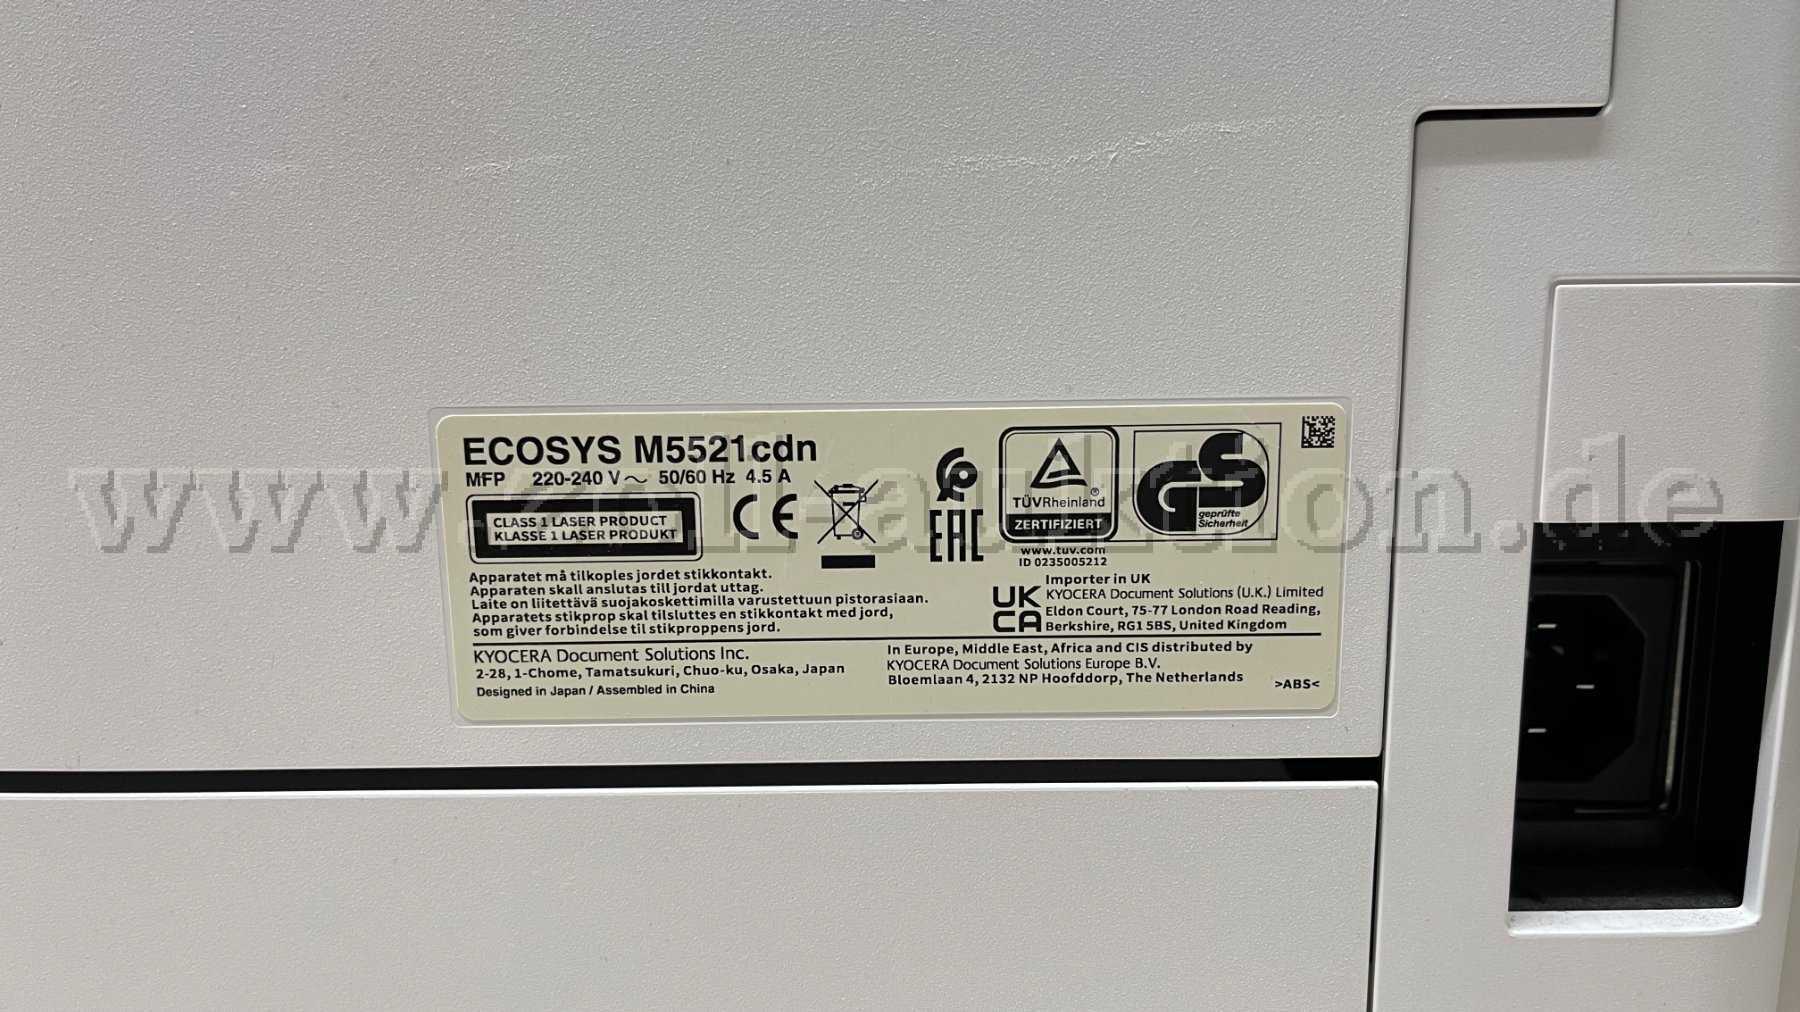 ECOSYS M5521cdn
MFP 220-240 V ~ 50/60 Hz 4.5 A
CLASS 1 LASER PRODUCT
KLASSE 1 LASER PRODUKT
CE
EAC
TÜVRheinland®
ZERTIFIZIERT
www.tuv.com
ID 0235005212
GS
geprüfte
Sicherheit
Apparatet må tilkoples jordet stikkontakt.
Apparaten skall anslutas till jordat uttag.
Laite on liitettävä suojakoskettimilla varustettuun pistorasiaan.
Apparatets stikprop skal tilsluttes en stikkontakt med jord,
som giver forbindelse til stikproppens jord.
UK
CA
Importer in UK
KYOCERA Document Solutions (U.K.) Limited
Eldon Court, 75-77 London Road Reading,
Berkshire, RG1 5BS, United Kingdom
KYOCERA Document Solutions Inc.
2-28, 1-Chome, Tamatsukuri, Chuo-ku, Osaka, Japan
Designed in Japan / Assembled in China
In Europe, Middle East, Africa and CIS distributed by
KYOCERA Document Solutions Europe B.V.
Bloemlaan 4, 2132 NP Hoofddorp, The Netherlands
>ABS<
www.zoll-auktion.de